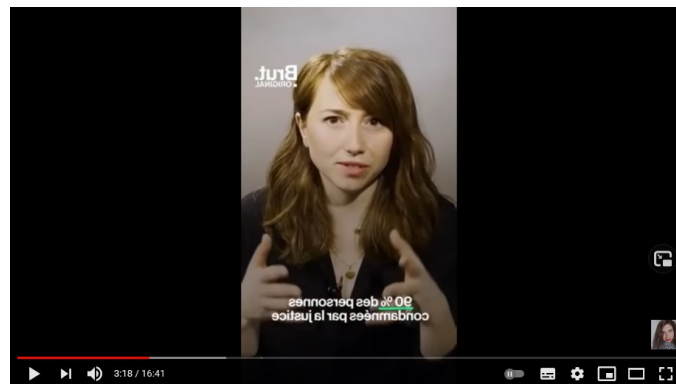 Brut.
ORIGINAL
90 % des personnes
condamnées par la justice
3:18 / 16:41